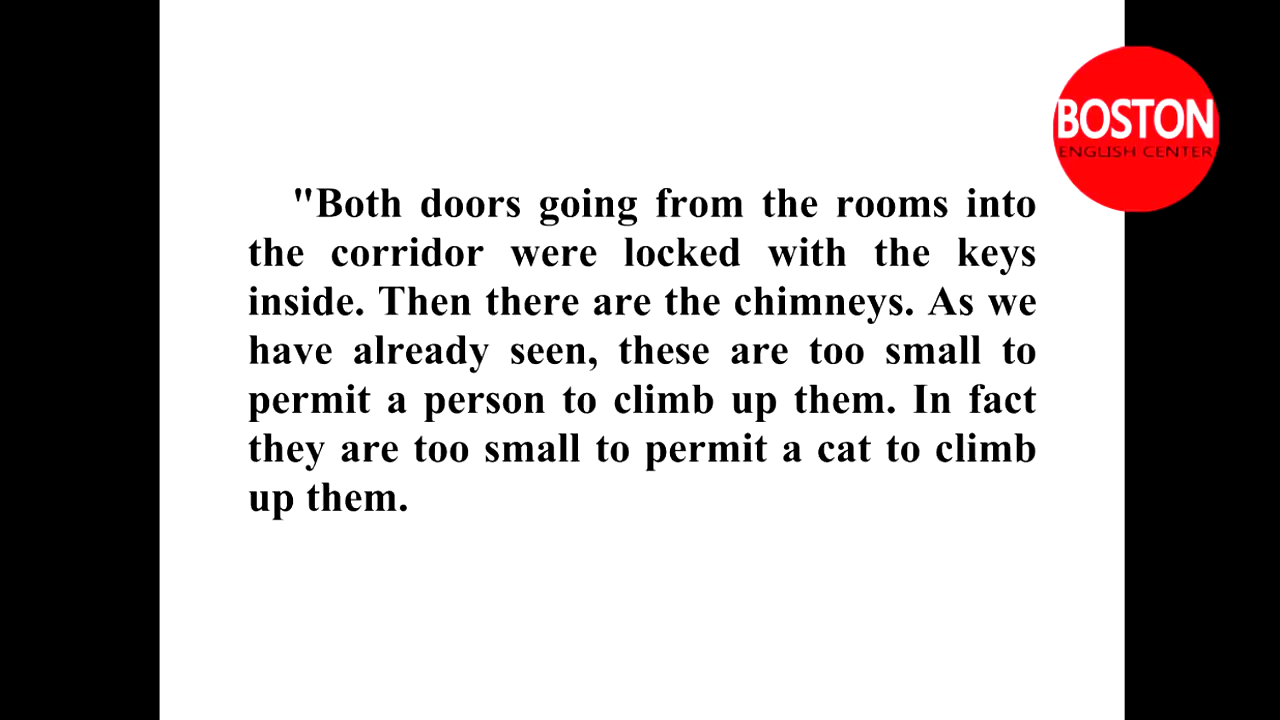 BOSTON
ENGLISH CENTER
"Both doors going from the rooms into
the corridor were locked with the keys
inside. Then there are the chimneys. As we
have already seen, these are too small to
permit a person to climb up them. In fact
they are too small to permit a cat to climb
up them.